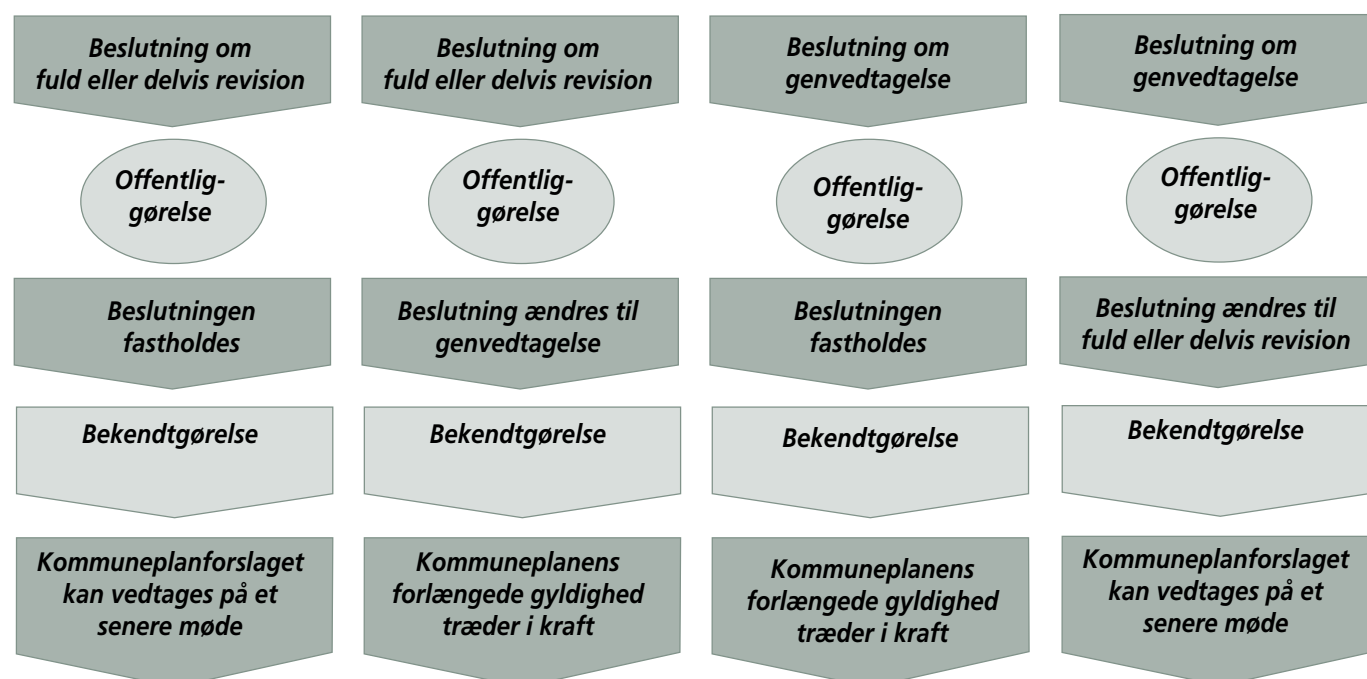 Beslutning om
fuld eller delvis revision
Offentlig-
gørelse
Beslutningen
fastholdes
Bekendtgørelse
Kommuneplanforslaget
kan vedtages på et
senere møde
Beslutning om
fuld eller delvis revision
Offentlig-
gørelse
Beslutning ændres til
genvedtagelse
Bekendtgørelse
Kommuneplanens
forlængede gyldighed
træder i kraft
Beslutning om
genvedtagelse
Offentlig-
gørelse
Beslutningen
fastholdes
Bekendtgørelse
Kommuneplanens
forlængede gyldighed
træder i kraft
Beslutning om
genvedtagelse
Offentlig-
gørelse
Beslutning ændres til
fuld eller delvis revision
Bekendtgørelse
Kommuneplanforslaget
kan vedtages på et
senere møde